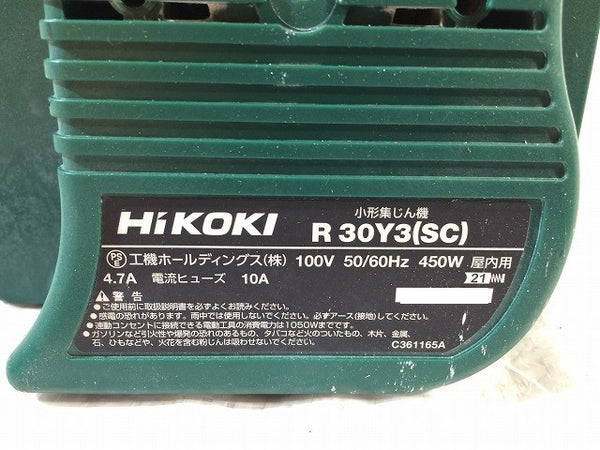 小形集じん機
HiKOKI R 30Y3(SC)
PS E 工機ホールディングス(株) 100V 50/60Hz 450W 屋内用
4.7A 電流ヒューズ 10A 21
警告
●ご使用前に取扱説明書を必ずよくお読みください。
●感電の恐れがあります。雨中では使用しないでください。必ずアース(接地)してください。
●連動コンセントに接続できる電動工具の消費電力は1050Wまでです。
●ガソリンなど引火性や爆発の恐れのあるもの、タバコなど火のついたもの、木片、金属、
石、ひもなどや、火花を含む粉じんは吸わせないでください。
C361165A